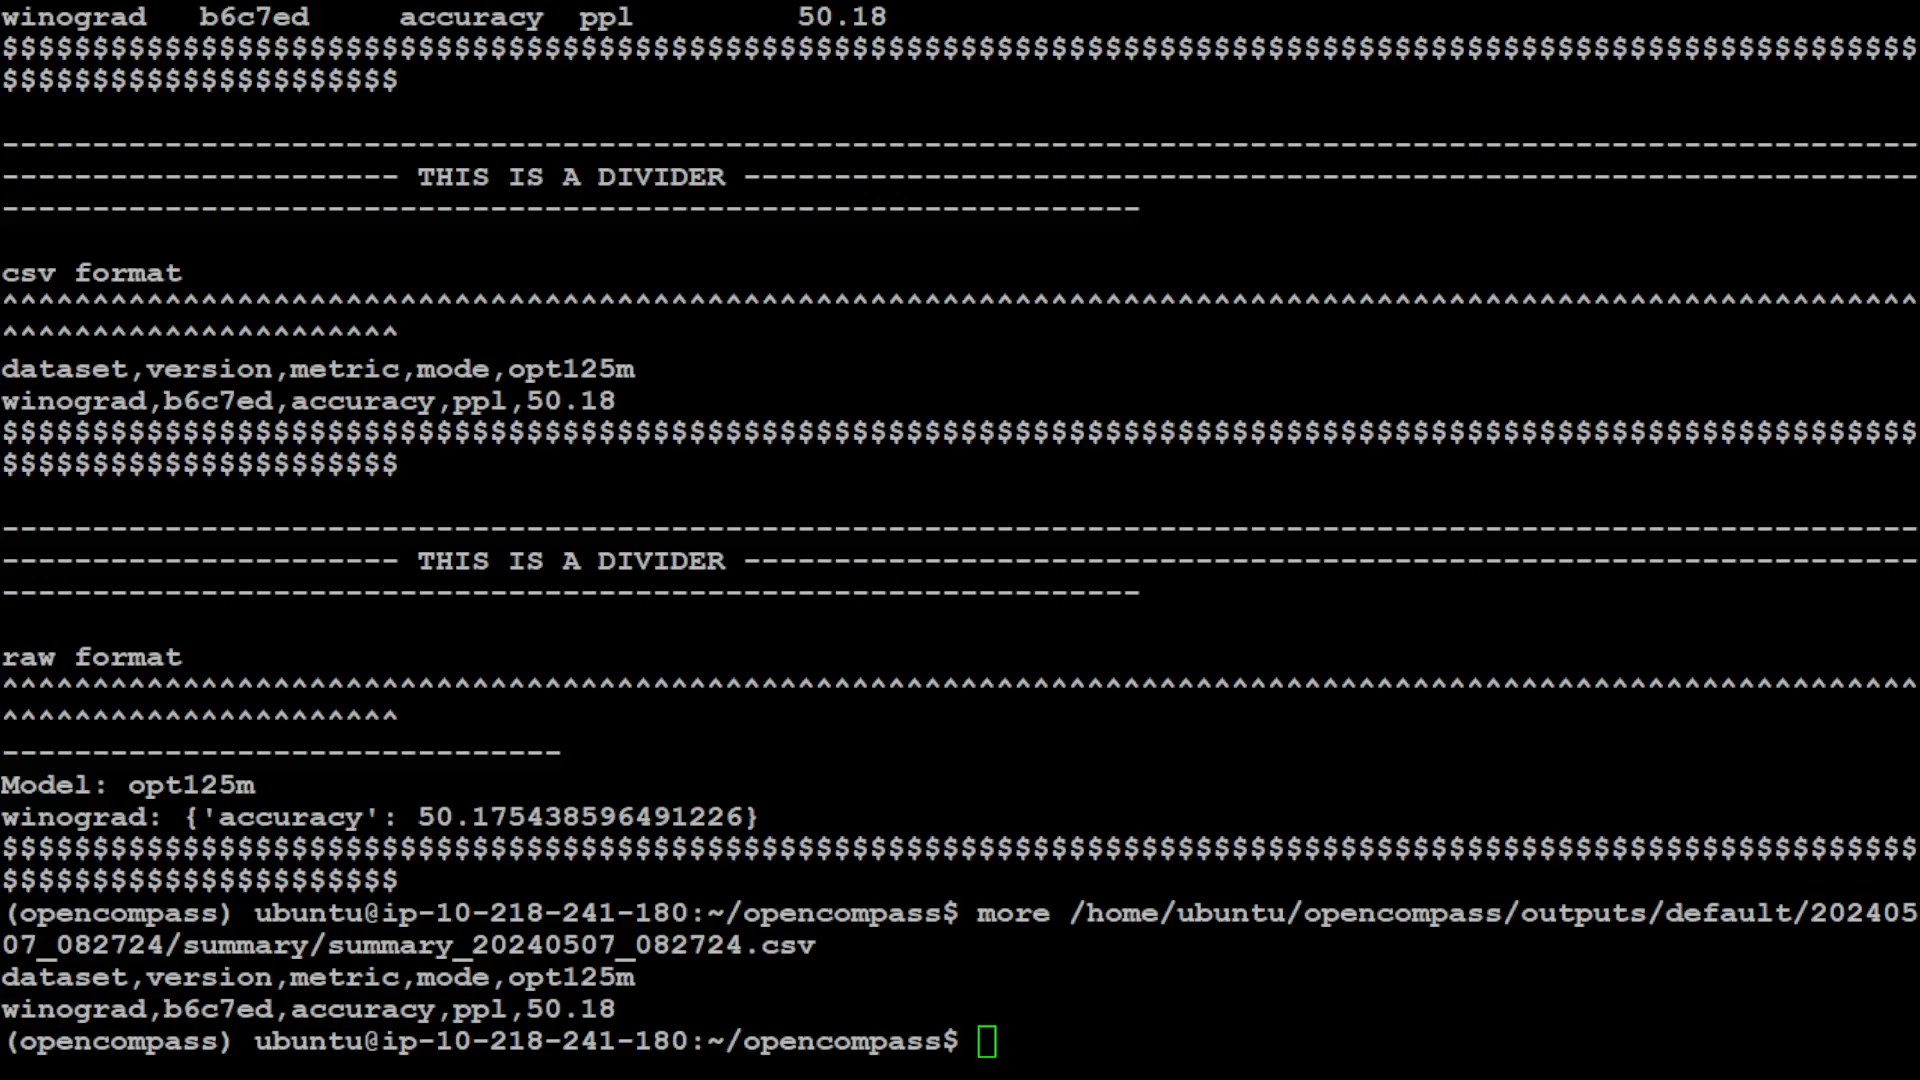 winograd   b6c7ed     accuracy  ppl         50.18
$$$$$$$$$$$$$$$$$$$$$$$$$$$$$$$$$$$$$$$$$$$$$$$$$$$$$$$$$$$$$$$$$$$$$$$$$$$$$$$$$$$$$$$$$$$$$$$$$$$$$$$$$$
$$$$$$$$$$$$$$$$$$$$$$
----------------------------------------------------------------------------------------------------------
---------------------- THIS IS A DIVIDER -----------------------------------------------------------------
---------------------------------------------------------------
csv format
^^^^^^^^^^^^^^^^^^^^^^^^^^^^^^^^^^^^^^^^^^^^^^^^^^^^^^^^^^^^^^^^^^^^^^^^^^^^^^^^^^^^^^^^^^^^^^^^^^^^^^^^^^
^^^^^^^^^^^^^^^^^^^^^^
dataset,version,metric,mode,opt125m
winograd,b6c7ed,accuracy,ppl,50.18
$$$$$$$$$$$$$$$$$$$$$$$$$$$$$$$$$$$$$$$$$$$$$$$$$$$$$$$$$$$$$$$$$$$$$$$$$$$$$$$$$$$$$$$$$$$$$$$$$$$$$$$$$$
$$$$$$$$$$$$$$$$$$$$$$
----------------------------------------------------------------------------------------------------------
---------------------- THIS IS A DIVIDER -----------------------------------------------------------------
---------------------------------------------------------------
raw format
^^^^^^^^^^^^^^^^^^^^^^^^^^^^^^^^^^^^^^^^^^^^^^^^^^^^^^^^^^^^^^^^^^^^^^^^^^^^^^^^^^^^^^^^^^^^^^^^^^^^^^^^^^
^^^^^^^^^^^^^^^^^^^^^^
-------------------------------
Model: opt125m
winograd: {'accuracy': 50.175438596491226}
$$$$$$$$$$$$$$$$$$$$$$$$$$$$$$$$$$$$$$$$$$$$$$$$$$$$$$$$$$$$$$$$$$$$$$$$$$$$$$$$$$$$$$$$$$$$$$$$$$$$$$$$$$
$$$$$$$$$$$$$$$$$$$$$$
(opencompass) ubuntu@ip-10-218-241-180:~/opencompass$ more /home/ubuntu/opencompass/outputs/default/202405
07_082724/summary/summary_20240507_082724.csv
dataset,version,metric,mode,opt125m
winograd,b6c7ed,accuracy,ppl,50.18
(opencompass) ubuntu@ip-10-218-241-180:~/opencompass$